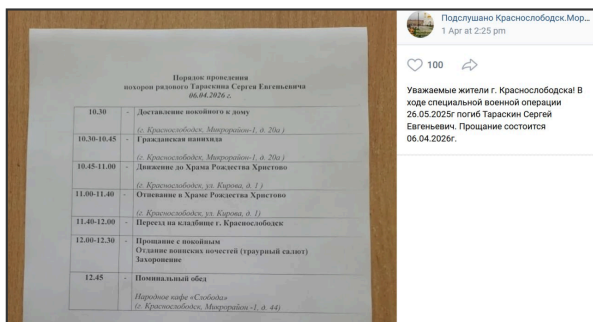 Порядок проведения
похорон рядового Тараскина Сергея Евгеньевича
06.04.2026 г.
10.30 - Доставление покойного к дому
(г. Краснослободск, Микрорайон-1, д. 20а )
10.30-10.45 - Гражданская панихида
(г. Краснослободск, Микрорайон-1, д. 20а )
10.45-11.00 - Движение до Храма Рождества Христово
(г. Краснослободск, ул. Кирова, д. 1 )
11.00-11.40 - Отпевание в Храме Рождества Христово
(г. Краснослободск, ул. Кирова, д. 1)
11.40-12.00 - Переезд на кладбище г. Краснослободск
12.00-12.30 - Прощание с покойным
Отдание воинских почестей (траурный салют)
Захоронение
12.45 - Поминальный обед
Народное кафе «Слобода»
(г. Краснослободск, Микрорайон -1, д. 44)
Подслушано Краснослободск.Мор...
1 Apr at 2:25 pm
100
Уважаемые жители г. Краснослободска! В
ходе специальной военной операции
26.05.2025г погиб Тараскин Сергей
Евгеньевич. Прощание состоится
06.04.2026г.